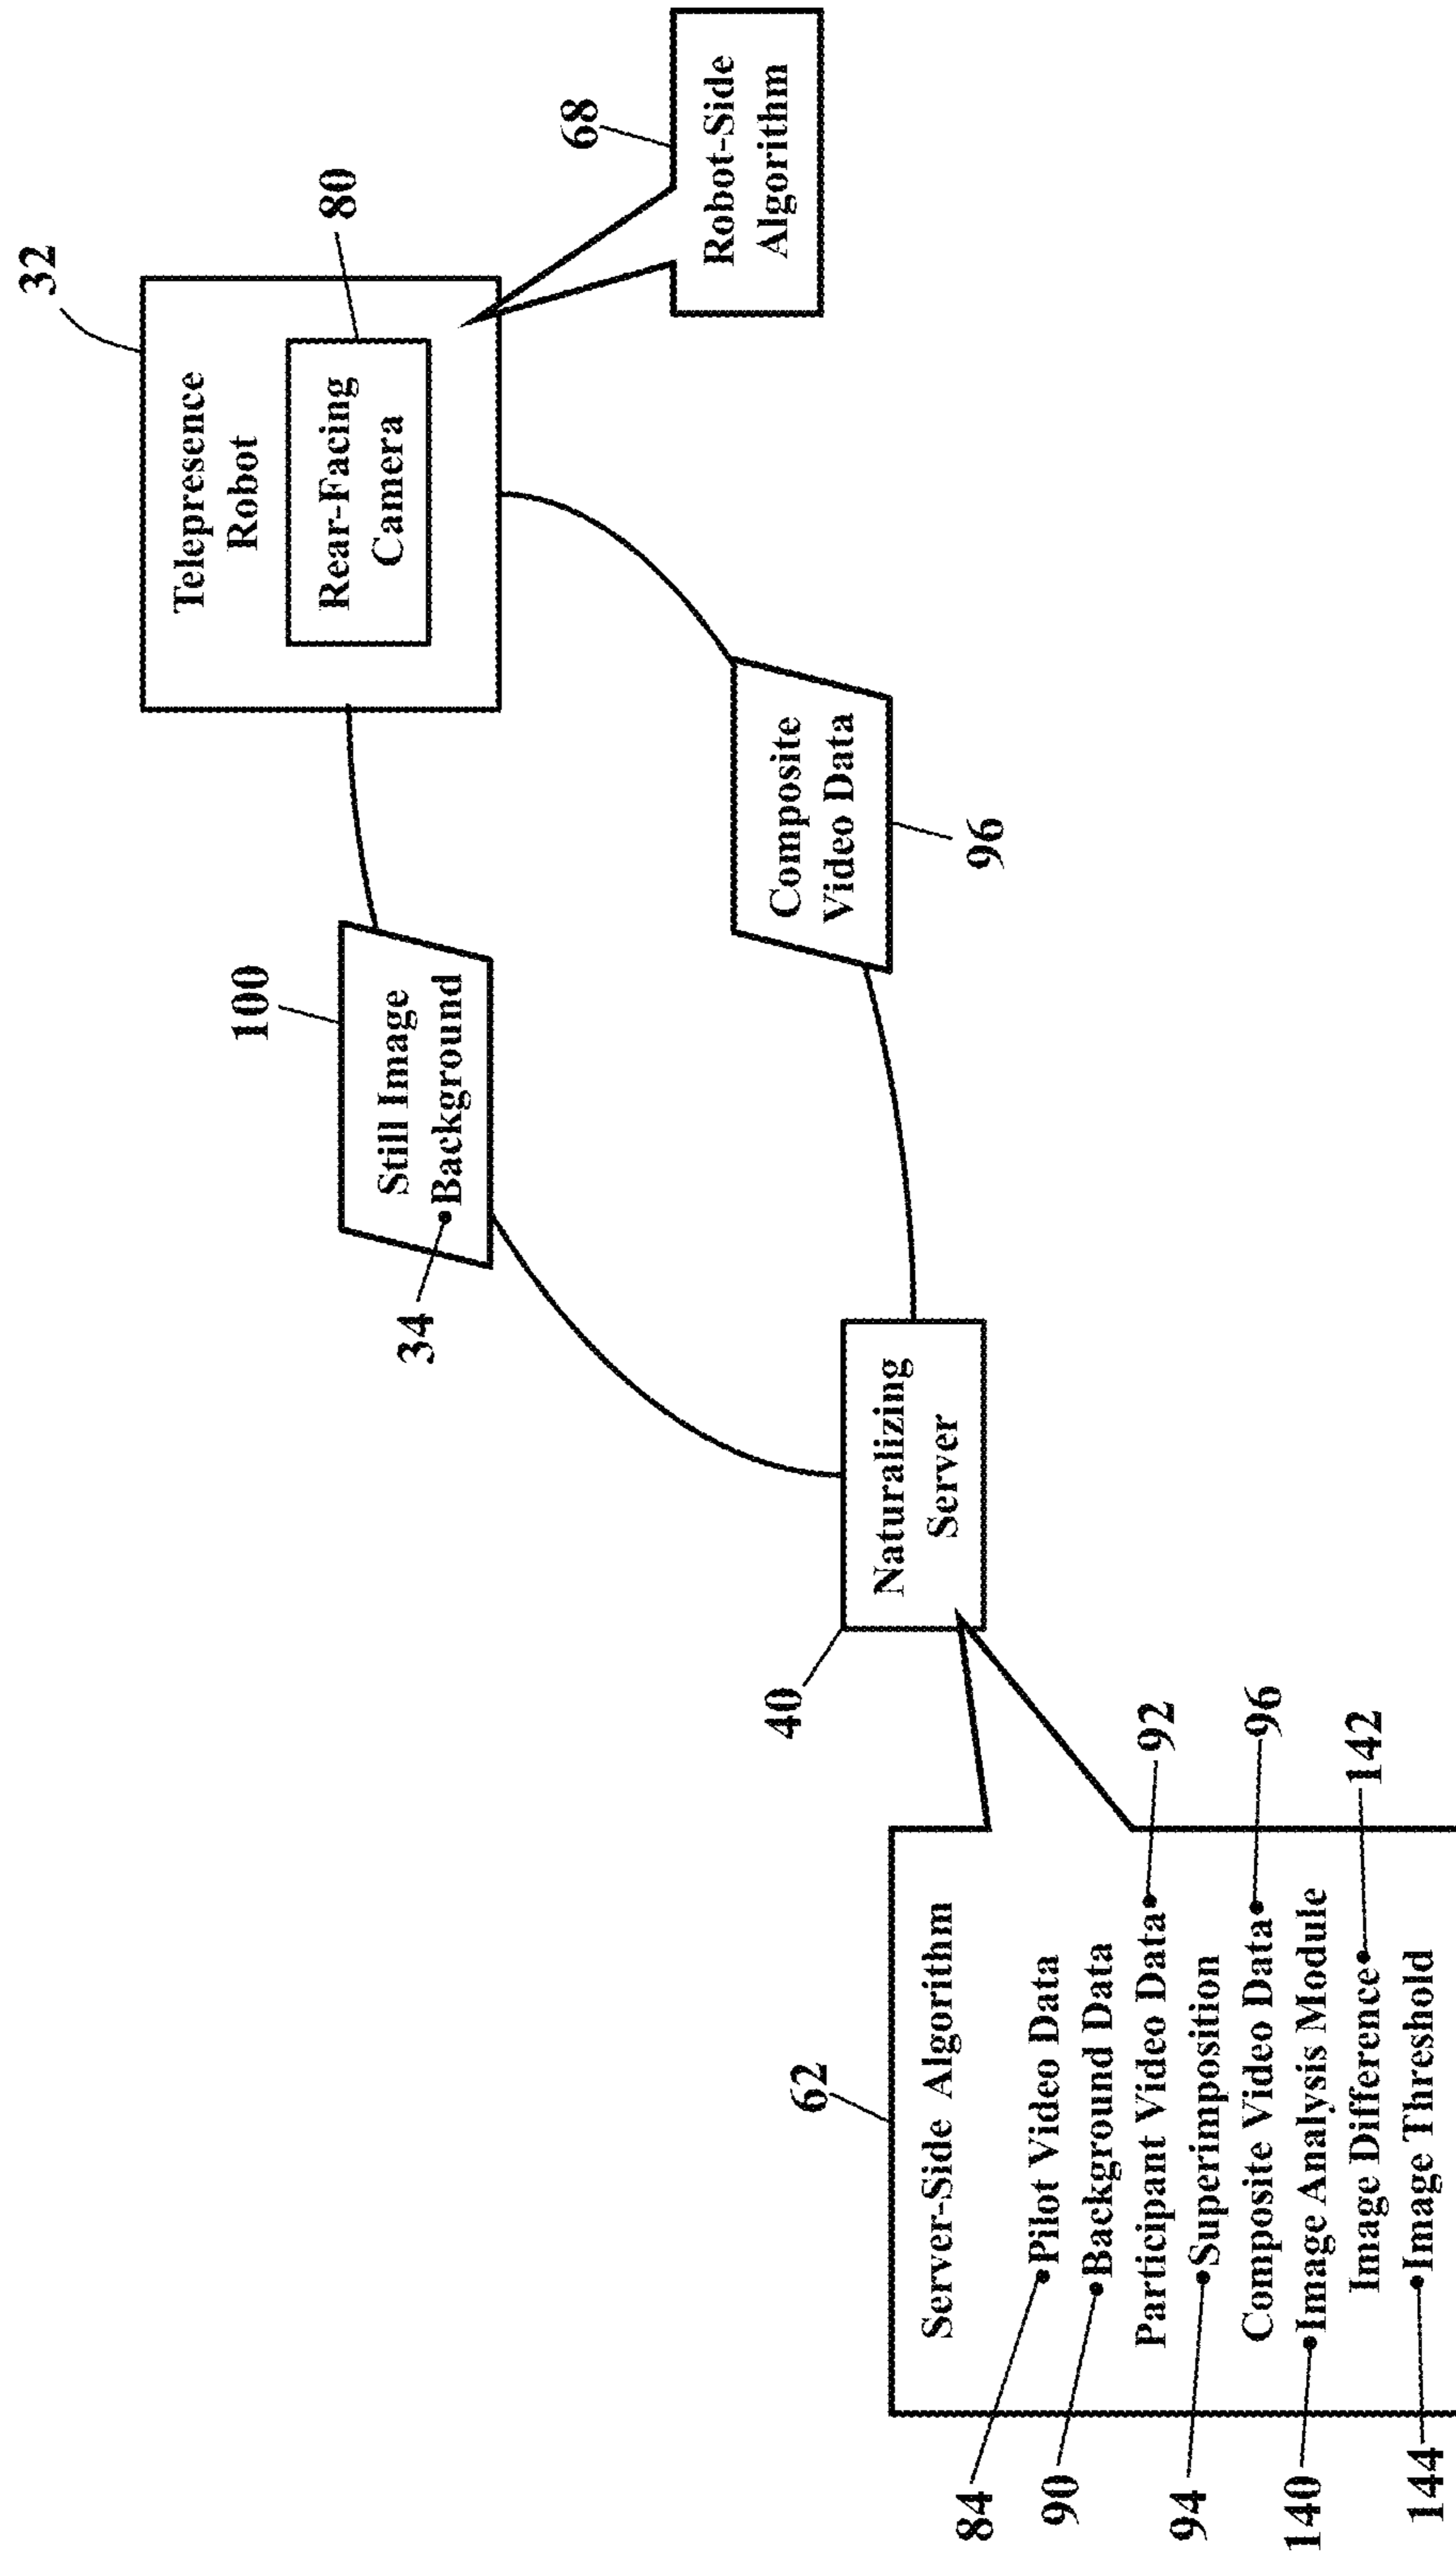 32
Telepresence
Robot
80
Rear-Facing
Camera
68
Robot-Side
Algorithm
100
Still Image
Background
34
Composite
Video Data
96
Naturalizing
Server
40
62
Server-Side Algorithm
84
Pilot Video Data
90
Background Data
Participant Video Data
92
94
Superimposition
Composite Video Data
96
140
Image Analysis Module
Image Difference
142
144
Image Threshold